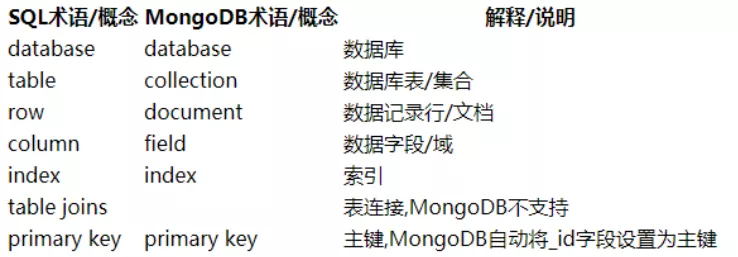 SQL术语/概念 MongoDB术语/概念 解释/说明
database database 数据库
table collection 数据库表/集合
row document 数据记录行/文档
column field 数据字段/域
index index 索引
table joins 表连接,MongoDB不支持
primary key primary key 主键,MongoDB自动将_id字段设置为主键